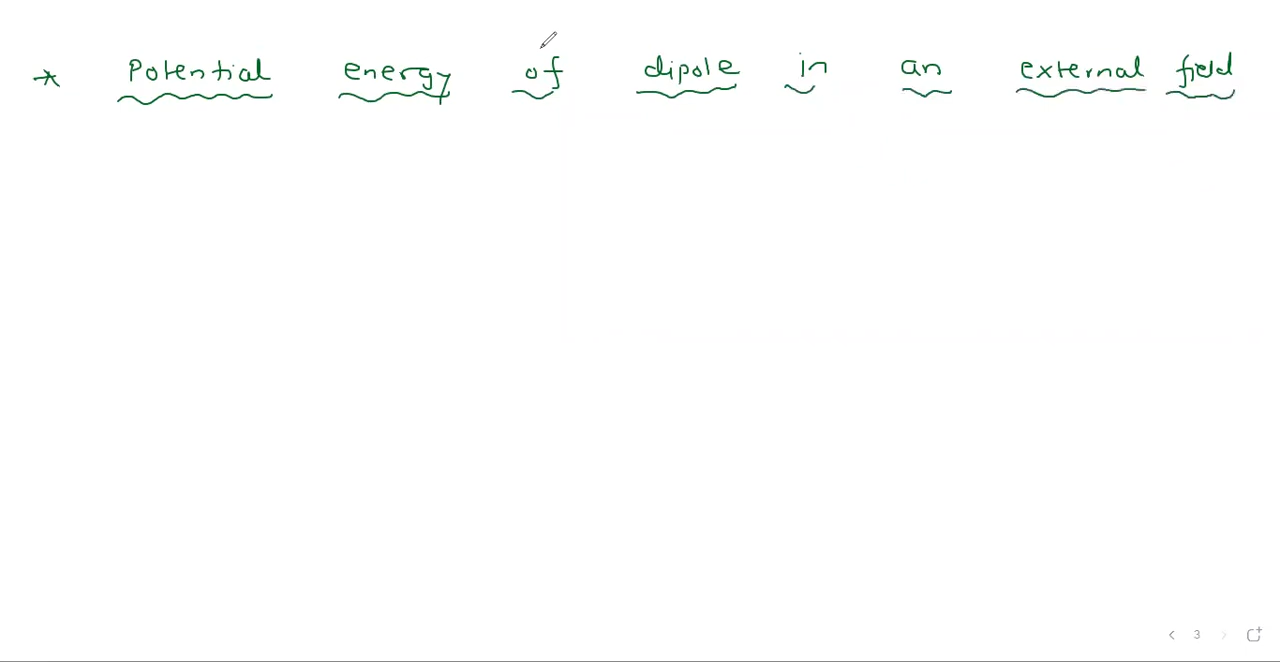 * Potential energy of dipole in an external field
3